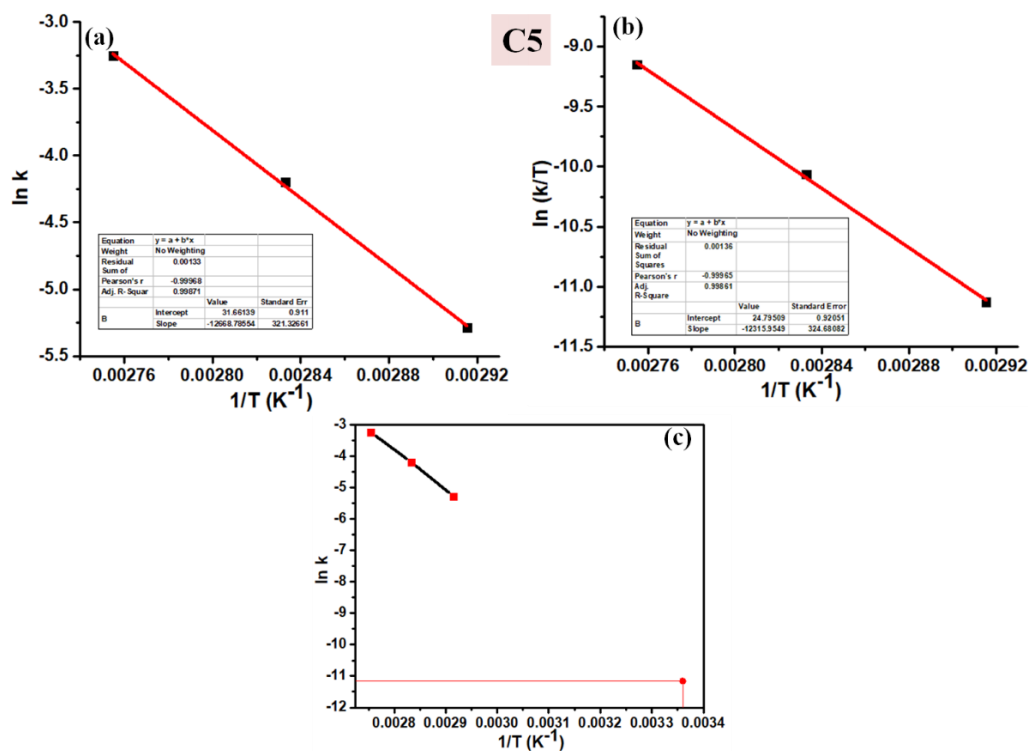 (a)
C5
(b)
-3.0
-3.5
-4.0
-4.5
-5.0
-5.5
ln k
Equation y = a + b*x
Weight No Weighting
Residual Sum of 0.00133
Pearson's r -0.99968
Adj. R-Squar 0.99871
Value Standard Err
B Intercept 31.66139 0.911
Slope -12668.78554 321.32661
0.00276 0.00280 0.00284 0.00288 0.00292
1/T (K⁻¹)
-9.0
-9.5
-10.0
-10.5
-11.0
-11.5
ln (k/T)
Equation y = a + b*x
Weight No Weighting
Residual Sum of Squares 0.00136
Pearson's r -0.99965
Adj. R-Square 0.99861
Value Standard Error
B Intercept 24.79509 0.92051
Slope -12315.9549 324.68082
0.00276 0.00280 0.00284 0.00288 0.00292
1/T (K⁻¹)
(c)
-3
-4
-5
-6
-7
-8
-9
-10
-11
-12
ln k
0.0028 0.0029 0.0030 0.0031 0.0032 0.0033 0.0034
1/T (K⁻¹)